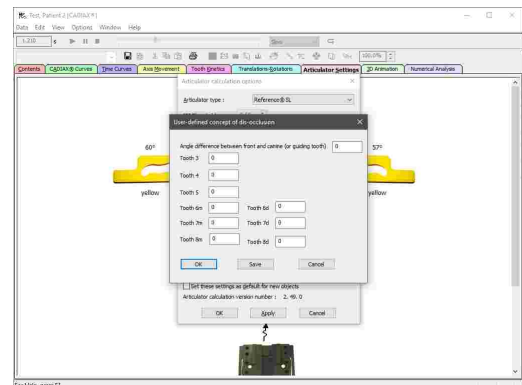 Test, Patient 2 [CADIAX®]
Data Edit View Options Window Help
1.210 s
Slow
100.0%
Contents CADIAX® Curves Time Curves Axis Movement Tooth Kinetics Translations-Rotations Articulator Settings 3D Animation Numerical Analysis
Articulator calculation options
Articulator type : Reference® SL
User-defined concept of dis-occlusion
Angle difference between front and canine (or guiding tooth) 0
Tooth 3 0
Tooth 4 0
Tooth 5 0
Tooth 6m 0 Tooth 6d 0
Tooth 7m 0 Tooth 7d 0
Tooth 8m 0 Tooth 8d 0
OK Save Cancel
60°
yellow
57°
yellow
Set these settings as default for new objects
Articulator calculation version number : 2. 49. 0
OK Apply Cancel